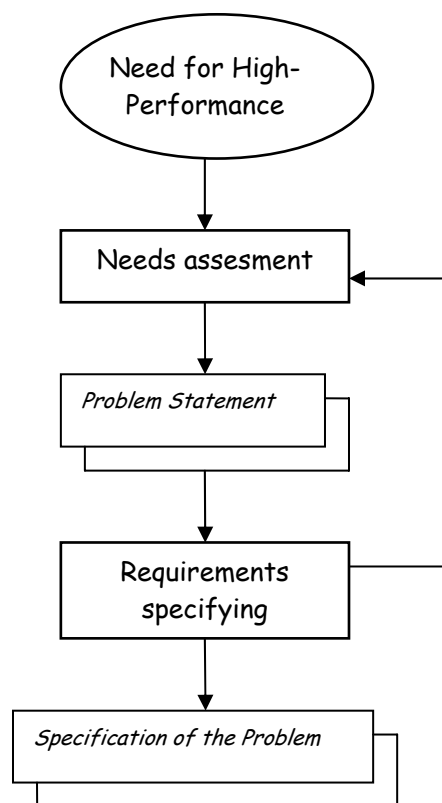 Need for High-
Performance
Needs assesment
Problem Statement
Requirements
specifying
Specification of the Problem